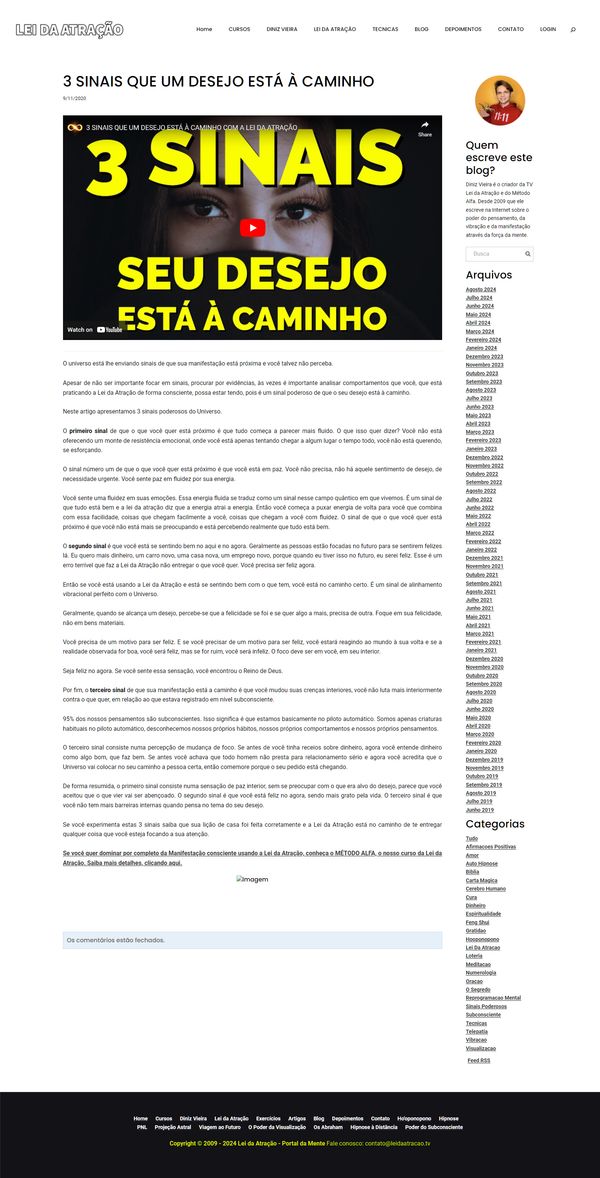 LEI DA ATRAÇÃO
Home CURSOS DINIZ VIEIRA LEI DA ATRAÇÃO TECNICAS BLOG DEPOIMENTOS CONTATO LOGIN
3 SINAIS QUE UM DESEJO ESTÁ À CAMINHO
9/11/2020
3 SINAIS QUE UM DESEJO ESTÁ À CAMINHO COM A LEI DA ATRAÇÃO
Share
3 SINAIS
SEU DESEJO
ESTÁ À CAMINHO
Watch on YouTube
O universo está lhe enviando sinais de que sua manifestação está próxima e você talvez não perceba.
Apesar de não ser importante focar em sinais, procurar por evidências, às vezes é importante analisar comportamentos que você, que está
praticando a Lei da Atração de forma consciente, possa estar tendo, pois é um sinal poderoso de que o seu desejo está à caminho.
Neste artigo apresentamos 3 sinais poderosos do Universo.
O primeiro sinal de que o que você quer está próximo é que tudo começa a parecer mais fluido. O que isso quer dizer? Você não está
oferecendo um monte de resistência emocional, onde você está apenas tentando chegar a algum lugar o tempo todo, você não está querendo,
se esforçando.
O sinal número um de que o que você quer está próximo é que você está em paz. Você não precisa, não há aquele sentimento de desejo, de
necessidade urgente. Você sente paz em fluidez por sua energia.
Você sente uma fluidez em suas emoções. Essa energia fluida se traduz como um sinal nesse campo quântico em que vivemos. É um sinal de
que tudo está bem e a lei da atração diz que a energia atrai a energia. Então você começa a puxar energia de volta para você que combina
com essa facilidade, coisas que chegam facilmente a você, coisas que chegam a você com fluidez. O sinal de que o que você quer está
próximo é que você não está mais se preocupando e está percebendo realmente que tudo está bem.
O segundo sinal é que você está se sentindo bem no aqui e no agora. Geralmente as pessoas estão focadas no futuro para se sentirem felizes
lá. Eu quero mais dinheiro, um carro novo, uma casa nova, um emprego novo, porque quando eu tiver isso no futuro, eu serei feliz. Esse é um
erro terrível que faz a Lei da Atração não entregar o que você quer. Você precisa ser feliz agora.
Então se você está usando a Lei da Atração e está se sentindo bem com o que tem, você está no caminho certo. É um sinal de alinhamento
vibracional perfeito com o Universo.
Geralmente, quando se alcança um desejo, percebe-se que a felicidade se foi e se quer algo a mais, precisa de outra. Foque em sua felicidade,
não em bens materiais.
Você precisa de um motivo para ser feliz. E se você precisar de um motivo para ser feliz, você estará reagindo ao mundo à sua volta e se a
realidade observada for boa, você será feliz, mas se for ruim, você será infeliz. O foco deve ser em você, em seu interior.
Seja feliz no agora. Se você sente essa sensação, você encontrou o Reino de Deus.
Por fim, o terceiro sinal de que sua manifestação está a caminho é que você mudou suas crenças interiores, você não luta mais interiormente
contra o que quer, em relação ao que estava registrado em nível subconsciente.
95% dos nossos pensamentos são subconscientes. Isso significa é que estamos basicamente no piloto automático. Somos apenas criaturas
habituais no piloto automático, desconhecemos nossos próprios hábitos, nossos próprios comportamentos e nossos próprios pensamentos.
O terceiro sinal consiste numa percepção de mudança de foco. Se antes de você tinha receios sobre dinheiro, agora você entende dinheiro
como algo bom, que faz bem. Se antes você achava que todo homem não presta para relacionamento sério e agora você acredita que o
Universo vai colocar no seu caminho a pessoa certa, então comemore porque o seu pedido está chegando.
De forma resumida, o primeiro sinal consiste numa sensação de paz interior, sem se preocupar com o que era alvo do desejo, parece que você
aceitou que o que vier vai ser abençoado. O segundo sinal é que você está feliz no agora, sendo mais grato pela vida. O terceiro sinal é que
você não tem mais barreiras internas quando pensa no tema do seu desejo.
Se você experimenta estas 3 sinais saiba que sua lição de casa foi feita corretamente e a Lei da Atração está no caminho de te entregar
qualquer coisa que você esteja focando a sua atenção.
Se você quer dominar por completo da Manifestação consciente usando a Lei da Atração, conheça o MÉTODO ALFA, o nosso curso da Lei da
Atração. Saiba mais detalhes, clicando aqui.
Imagem
Os comentários estão fechados.
11:11
Quem
escreve este
blog?
Diniz Vieira é o criador da TV
Lei da Atração e do Método
Alfa. Desde 2009 que ele
escreve na Internet sobre o
poder do pensamento, da
vibração e da manifestação
através da força da mente.
Busca
Arquivos
Agosto 2024
Julho 2024
Junho 2024
Maio 2024
Abril 2024
Março 2024
Fevereiro 2024
Janeiro 2024
Dezembro 2023
Novembro 2023
Outubro 2023
Setembro 2023
Agosto 2023
Julho 2023
Junho 2023
Maio 2023
Abril 2023
Março 2023
Fevereiro 2023
Janeiro 2023
Dezembro 2022
Novembro 2022
Outubro 2022
Setembro 2022
Agosto 2022
Julho 2022
Junho 2022
Maio 2022
Abril 2022
Março 2022
Fevereiro 2022
Janeiro 2022
Dezembro 2021
Novembro 2021
Outubro 2021
Setembro 2021
Agosto 2021
Julho 2021
Junho 2021
Maio 2021
Abril 2021
Março 2021
Fevereiro 2021
Janeiro 2021
Dezembro 2020
Novembro 2020
Outubro 2020
Setembro 2020
Agosto 2020
Julho 2020
Junho 2020
Maio 2020
Abril 2020
Março 2020
Fevereiro 2020
Janeiro 2020
Dezembro 2019
Novembro 2019
Outubro 2019
Setembro 2019
Agosto 2019
Julho 2019
Junho 2019
Categorias
Tudo
Afirmacoes Positivas
Amor
Auto Hipnose
Biblia
Carta Magica
Cerebro Humano
Cura
Dinheiro
Espiritualidade
Feng Shui
Gratidao
Hooponopono
Lei Da Atracao
Loteria
Meditacao
Numerologia
Oracao
O Segredo
Reprogramacao Mental
Sinais Poderosos
Subconsciente
Tecnicas
Telepatia
Vibracao
Visualizacao
Feed RSS
Home Cursos Diniz Vieira Lei da Atração Exercícios Artigos Blog Depoimentos Contato Ho'oponopono Hipnose
PNL Projeção Astral Viagem ao Futuro O Poder da Visualização Os Abraham Hipnose à Distância Poder do Subconsciente
Copyright © 2009 - 2024 Lei da Atração - Portal da Mente Fale conosco: contato@leidaatracao.tv